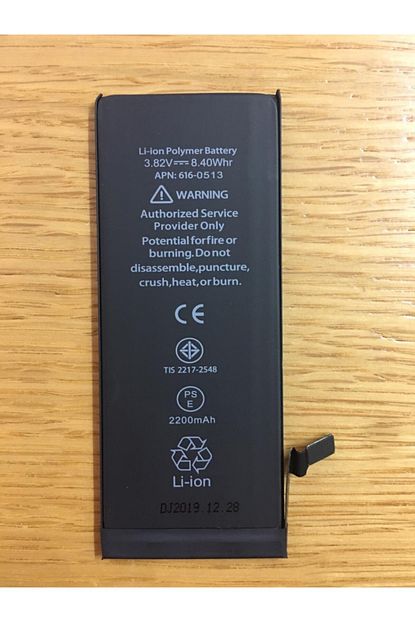 Li-ion Polymer Battery
3.82V⎓8.40Whr
APN: 616-0513
WARNING
Authorized Service
Provider Only
Potential for fire or
burning.Do not
disassemble,puncture,
crush,heat,or burn.
CE
TIS 2217-2548
PS
E
2200mAh
Li-ion
DJ2019.12.28